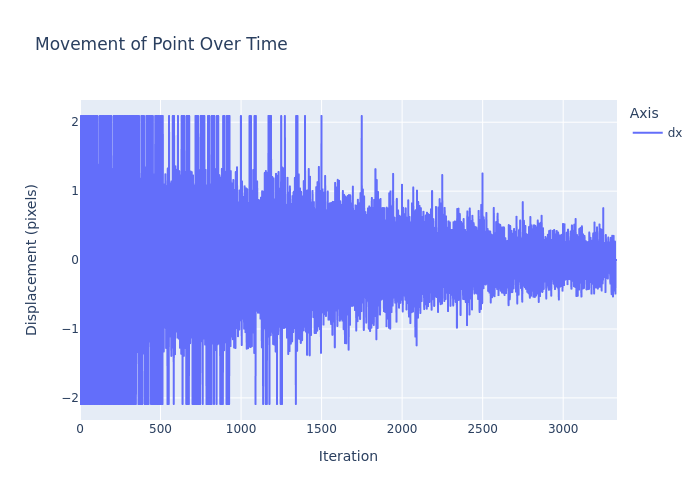 Movement of Point Over Time
Axis
dx
Displacement (pixels)
2
1
0
−1
−2
0
500
1000
1500
2000
2500
3000
Iteration